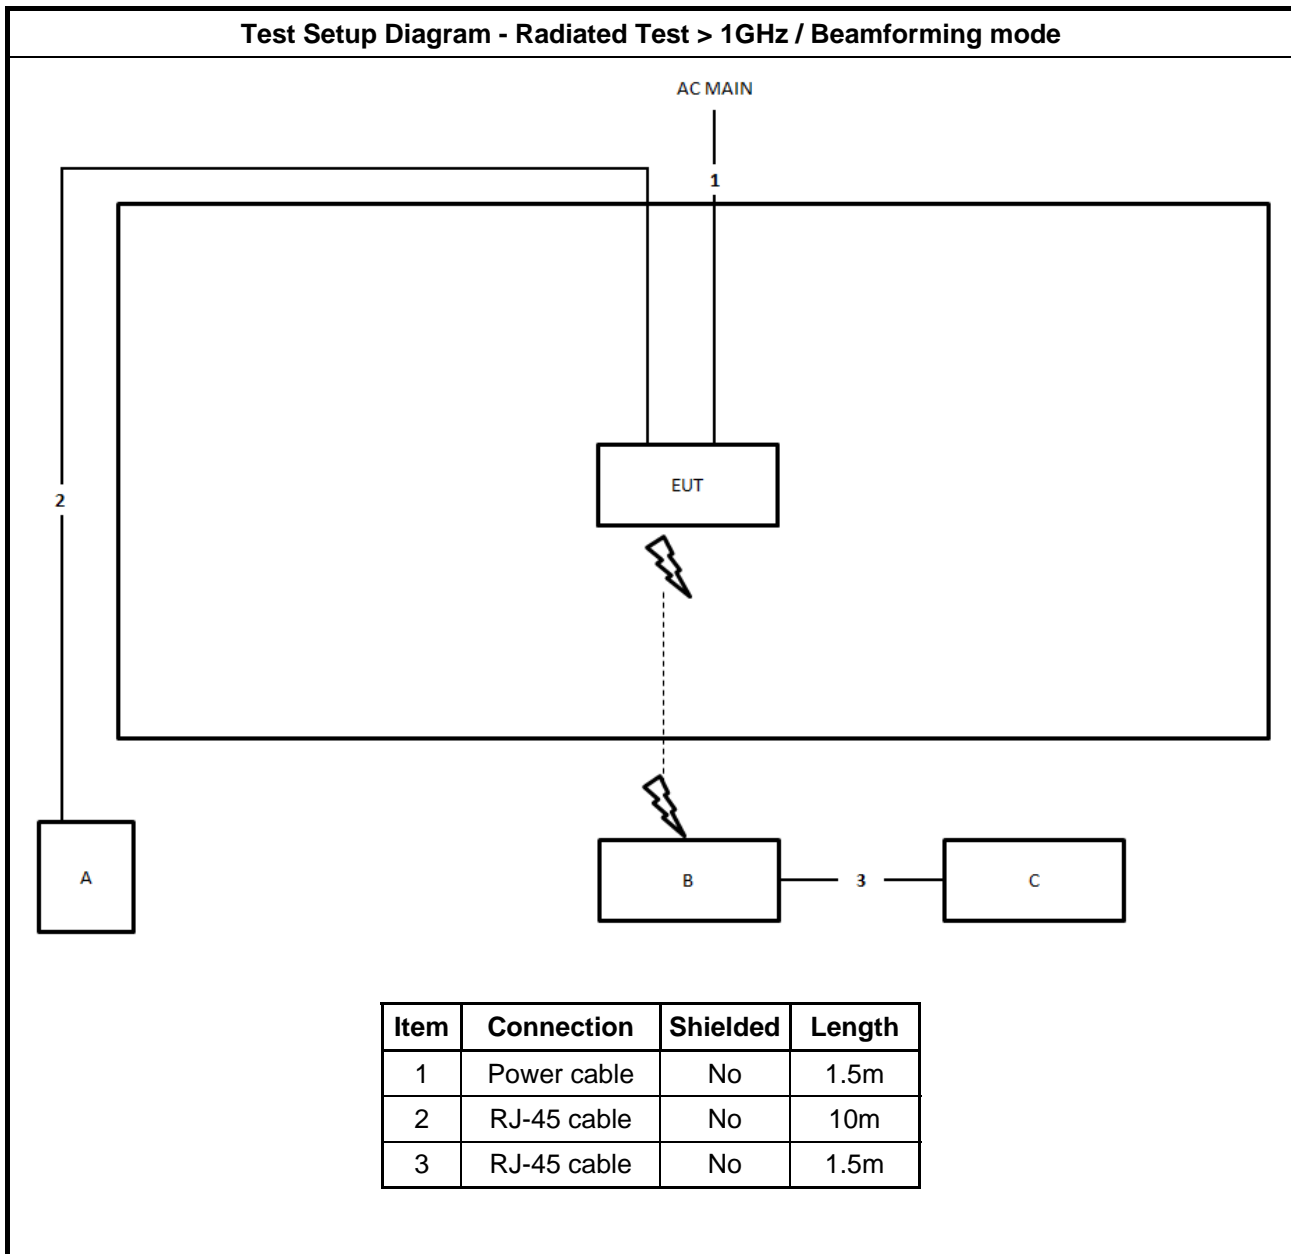 Test Setup Diagram - Radiated Test > 1GHz / Beamforming mode
AC MAIN
1
2
EUT
A
B
3
C
Item Connection Shielded Length
1 Power cable No 1.5m
2 RJ-45 cable No 10m
3 RJ-45 cable No 1.5m